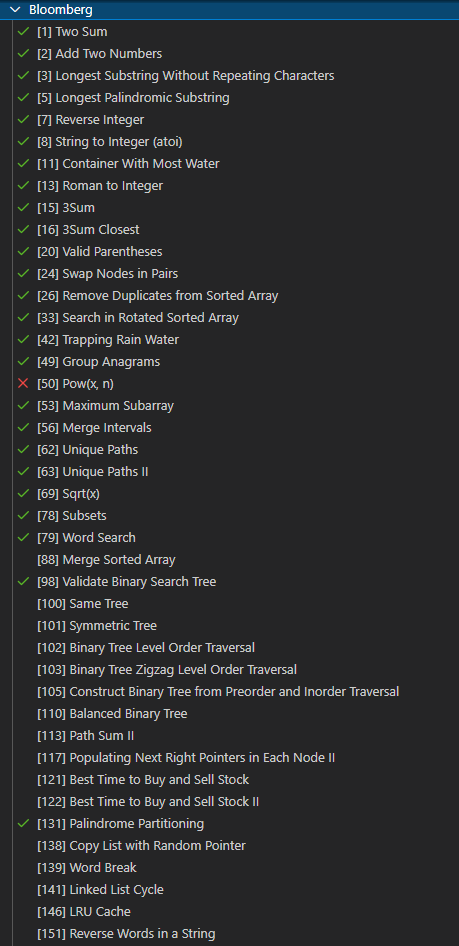 Bloomberg
[1] Two Sum
[2] Add Two Numbers
[3] Longest Substring Without Repeating Characters
[5] Longest Palindromic Substring
[7] Reverse Integer
[8] String to Integer (atoi)
[11] Container With Most Water
[13] Roman to Integer
[15] 3Sum
[16] 3Sum Closest
[20] Valid Parentheses
[24] Swap Nodes in Pairs
[26] Remove Duplicates from Sorted Array
[33] Search in Rotated Sorted Array
[42] Trapping Rain Water
[49] Group Anagrams
[50] Pow(x, n)
[53] Maximum Subarray
[56] Merge Intervals
[62] Unique Paths
[63] Unique Paths II
[69] Sqrt(x)
[78] Subsets
[79] Word Search
[88] Merge Sorted Array
[98] Validate Binary Search Tree
[100] Same Tree
[101] Symmetric Tree
[102] Binary Tree Level Order Traversal
[103] Binary Tree Zigzag Level Order Traversal
[105] Construct Binary Tree from Preorder and Inorder Traversal
[110] Balanced Binary Tree
[113] Path Sum II
[117] Populating Next Right Pointers in Each Node II
[121] Best Time to Buy and Sell Stock
[122] Best Time to Buy and Sell Stock II
[131] Palindrome Partitioning
[138] Copy List with Random Pointer
[139] Word Break
[141] Linked List Cycle
[146] LRU Cache
[151] Reverse Words in a String